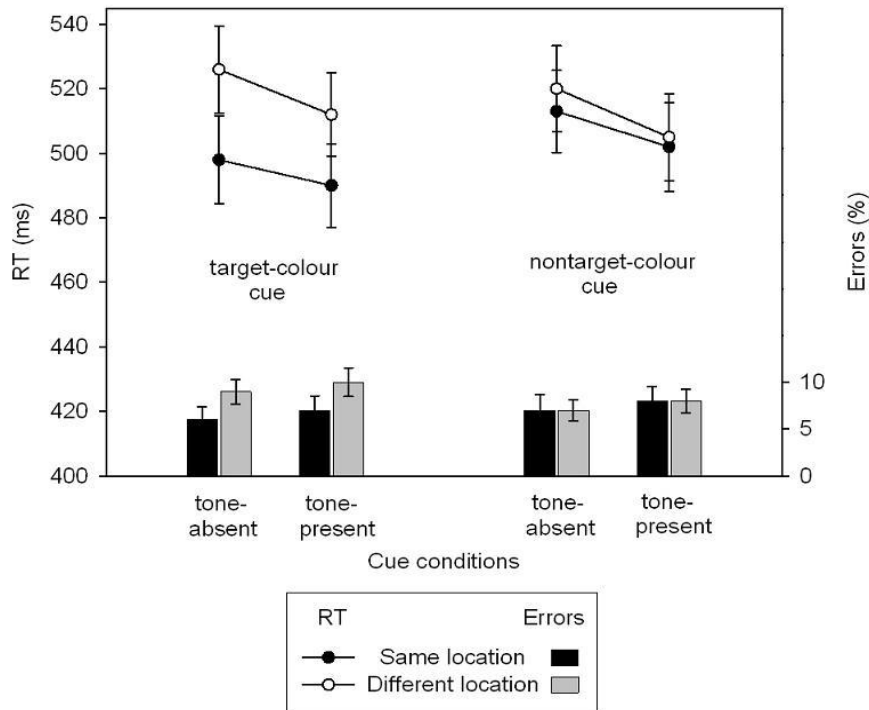 540
520
500
480
460
440
420
400
RT (ms)
target-colour
cue
nontarget-colour
cue
Errors (%)
10
5
0
tone-
absent
tone-
present
tone-
absent
tone-
present
Cue conditions
RT Errors
Same location
Different location